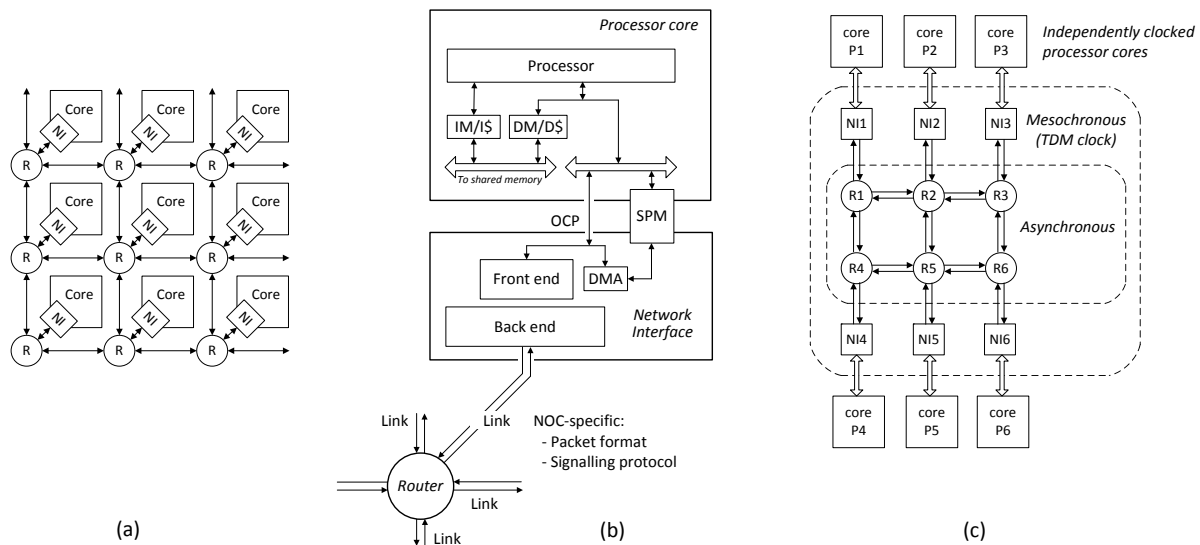 Core
Core
Core
NI
NI
NI
R
R
R
Core
Core
Core
NI
NI
NI
R
R
R
Core
Core
Core
NI
NI
NI
R
R
R
(a)
Processor core
Processor
IM/I$
DM/D$
To shared memory
OCP
SPM
Front end
DMA
Back end
Network
Interface
Link
Link
NOC-specific:
- Packet format
- Signalling protocol
Router
Link
Link
(b)
core
P1
core
P2
core
P3
Independently clocked
processor cores
NI1
NI2
NI3
Mesochronous
(TDM clock)
R1
R2
R3
Asynchronous
R4
R5
R6
NI4
NI5
NI6
core
P4
core
P5
core
P6
(c)